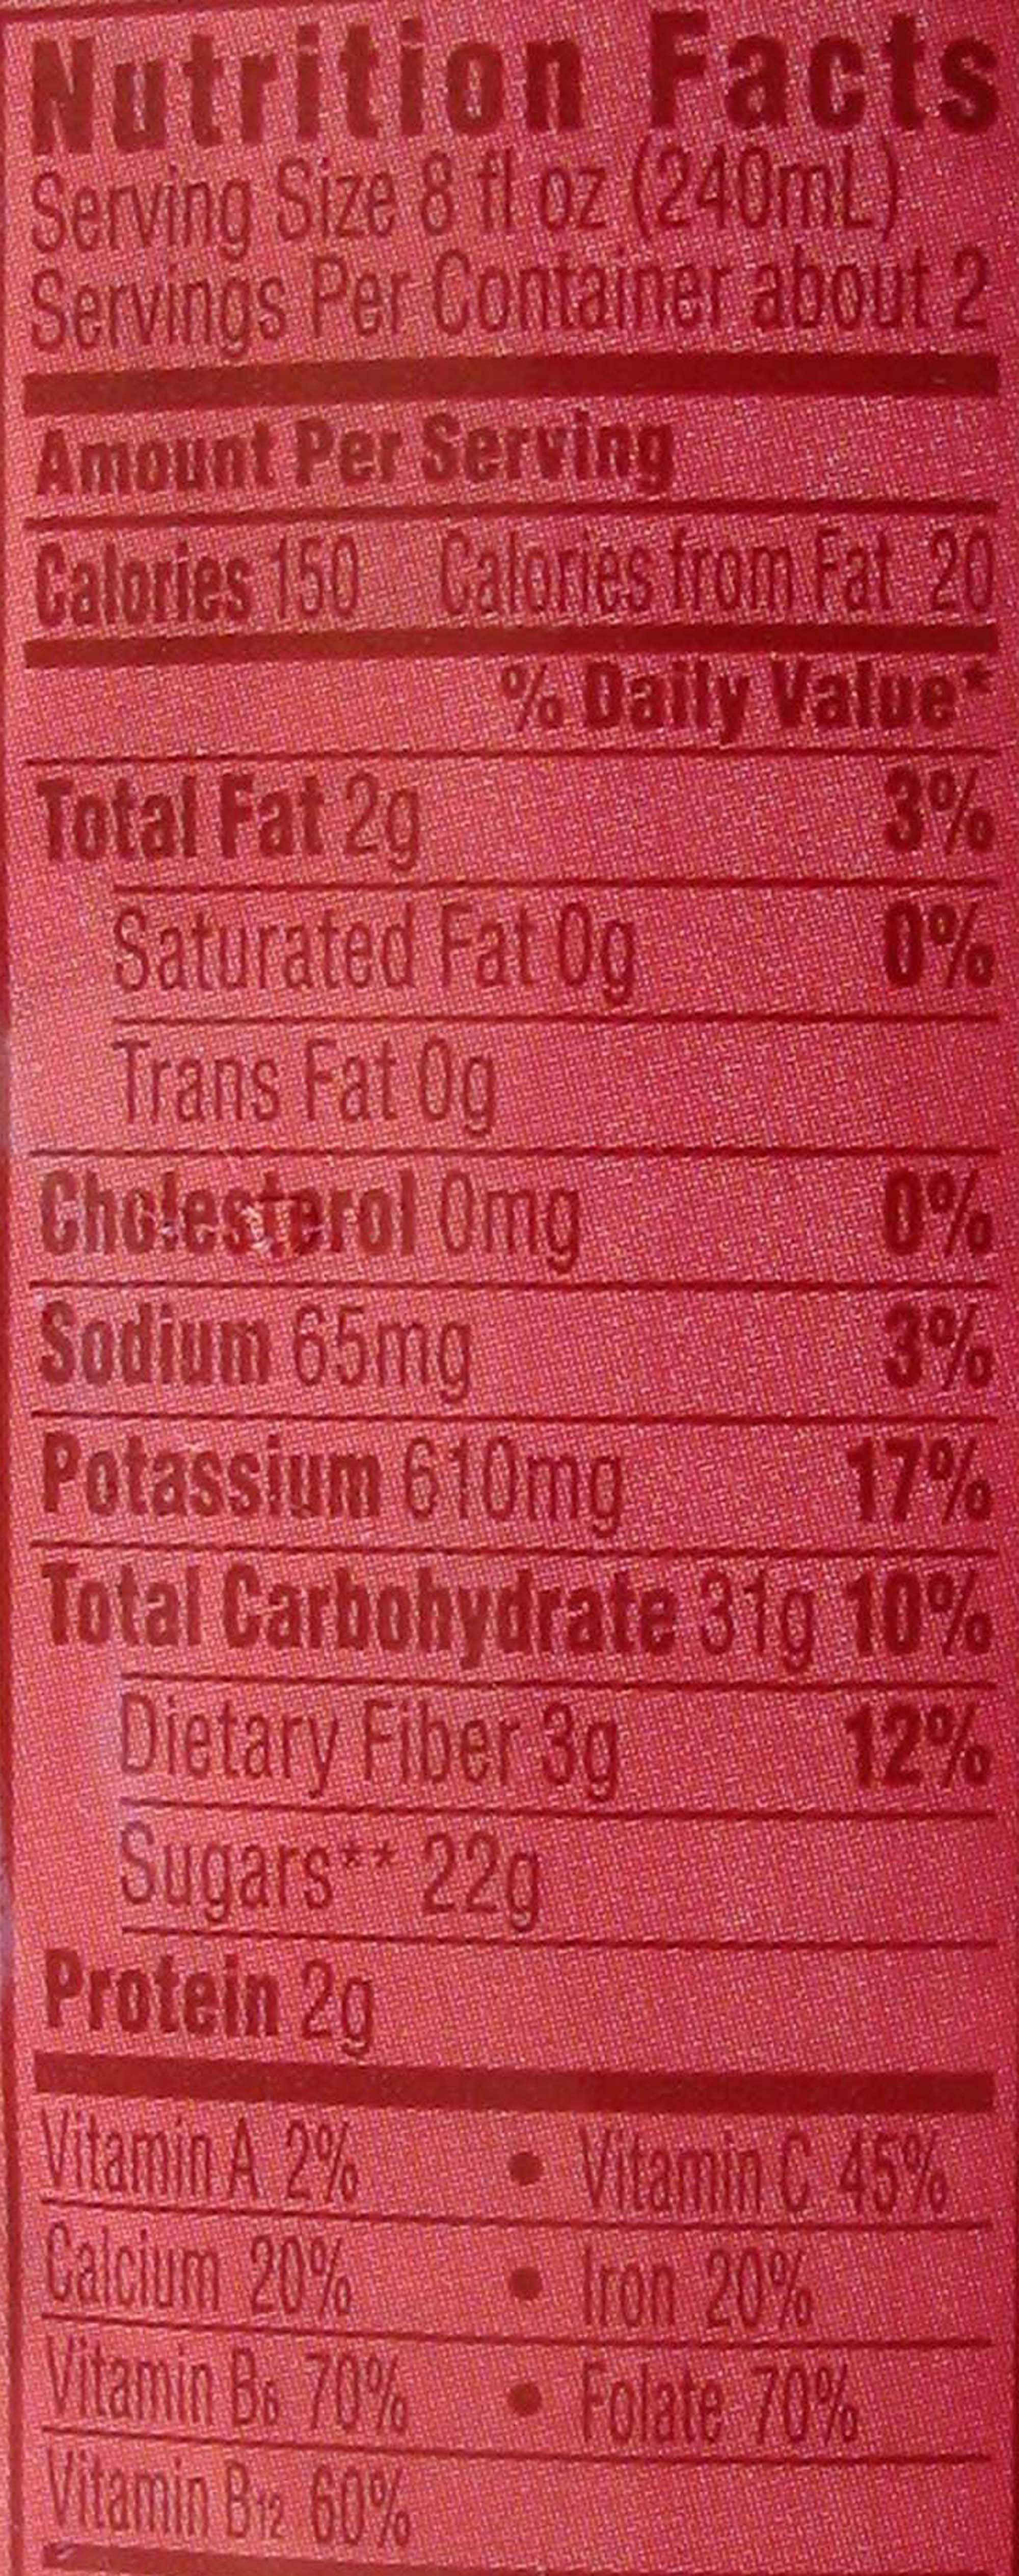 Nutrition Facts
Serving Size 8 fl oz (240mL)
Servings Per Container about 2
Amount Per Serving
Calories 150 Calories from Fat 20
% Daily Value*
Total Fat 2g 3%
Saturated Fat 0g 0%
Trans Fat 0g
Cholesterol 0mg 0%
Sodium 65mg 3%
Potassium 610mg 17%
Total Carbohydrate 31g 10%
Dietary Fiber 3g 12%
Sugars** 22g
Protein 2g
Vitamin A 2% • Vitamin C 45%
Calcium 20% • Iron 20%
Vitamin B6 70% • Folate 70%
Vitamin B12 60%